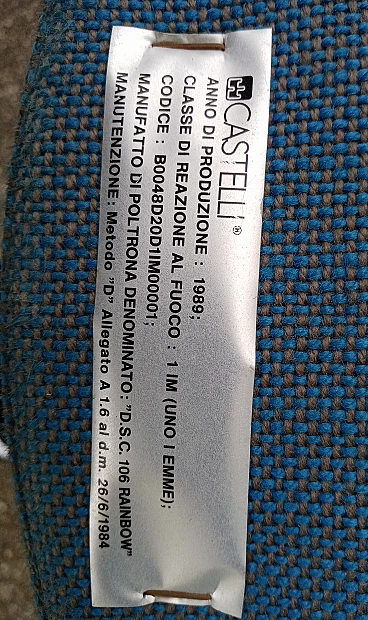 CASTELLI ®
ANNO DI PRODUZIONE : 1989;
CLASSE DI REAZIONE AL FUOCO : 1 IM (UNO I EMME);
CODICE : B0048D20D1IM00001;
MANUFATTO DI POLTRONA DENOMINATO: "D.S.C. 106 RAINBOW"
MANUTENZIONE: Metodo "D" Allegato A 1.6 al d.m. 26/6/1984